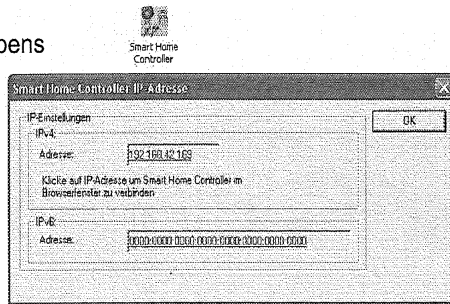 pens
Smart Home
Controller
Smart Home Controller IP-Adresse
IP-Einstellungen
IPv4:
Adresse: 192.168.42.169
Klicke auf IP-Adresse um Smart Home Controller im
Browserfenster zu verbinden
IPv6:
Adresse: 0000:0000:0000:0000:0000:0000:0000:0000
OK